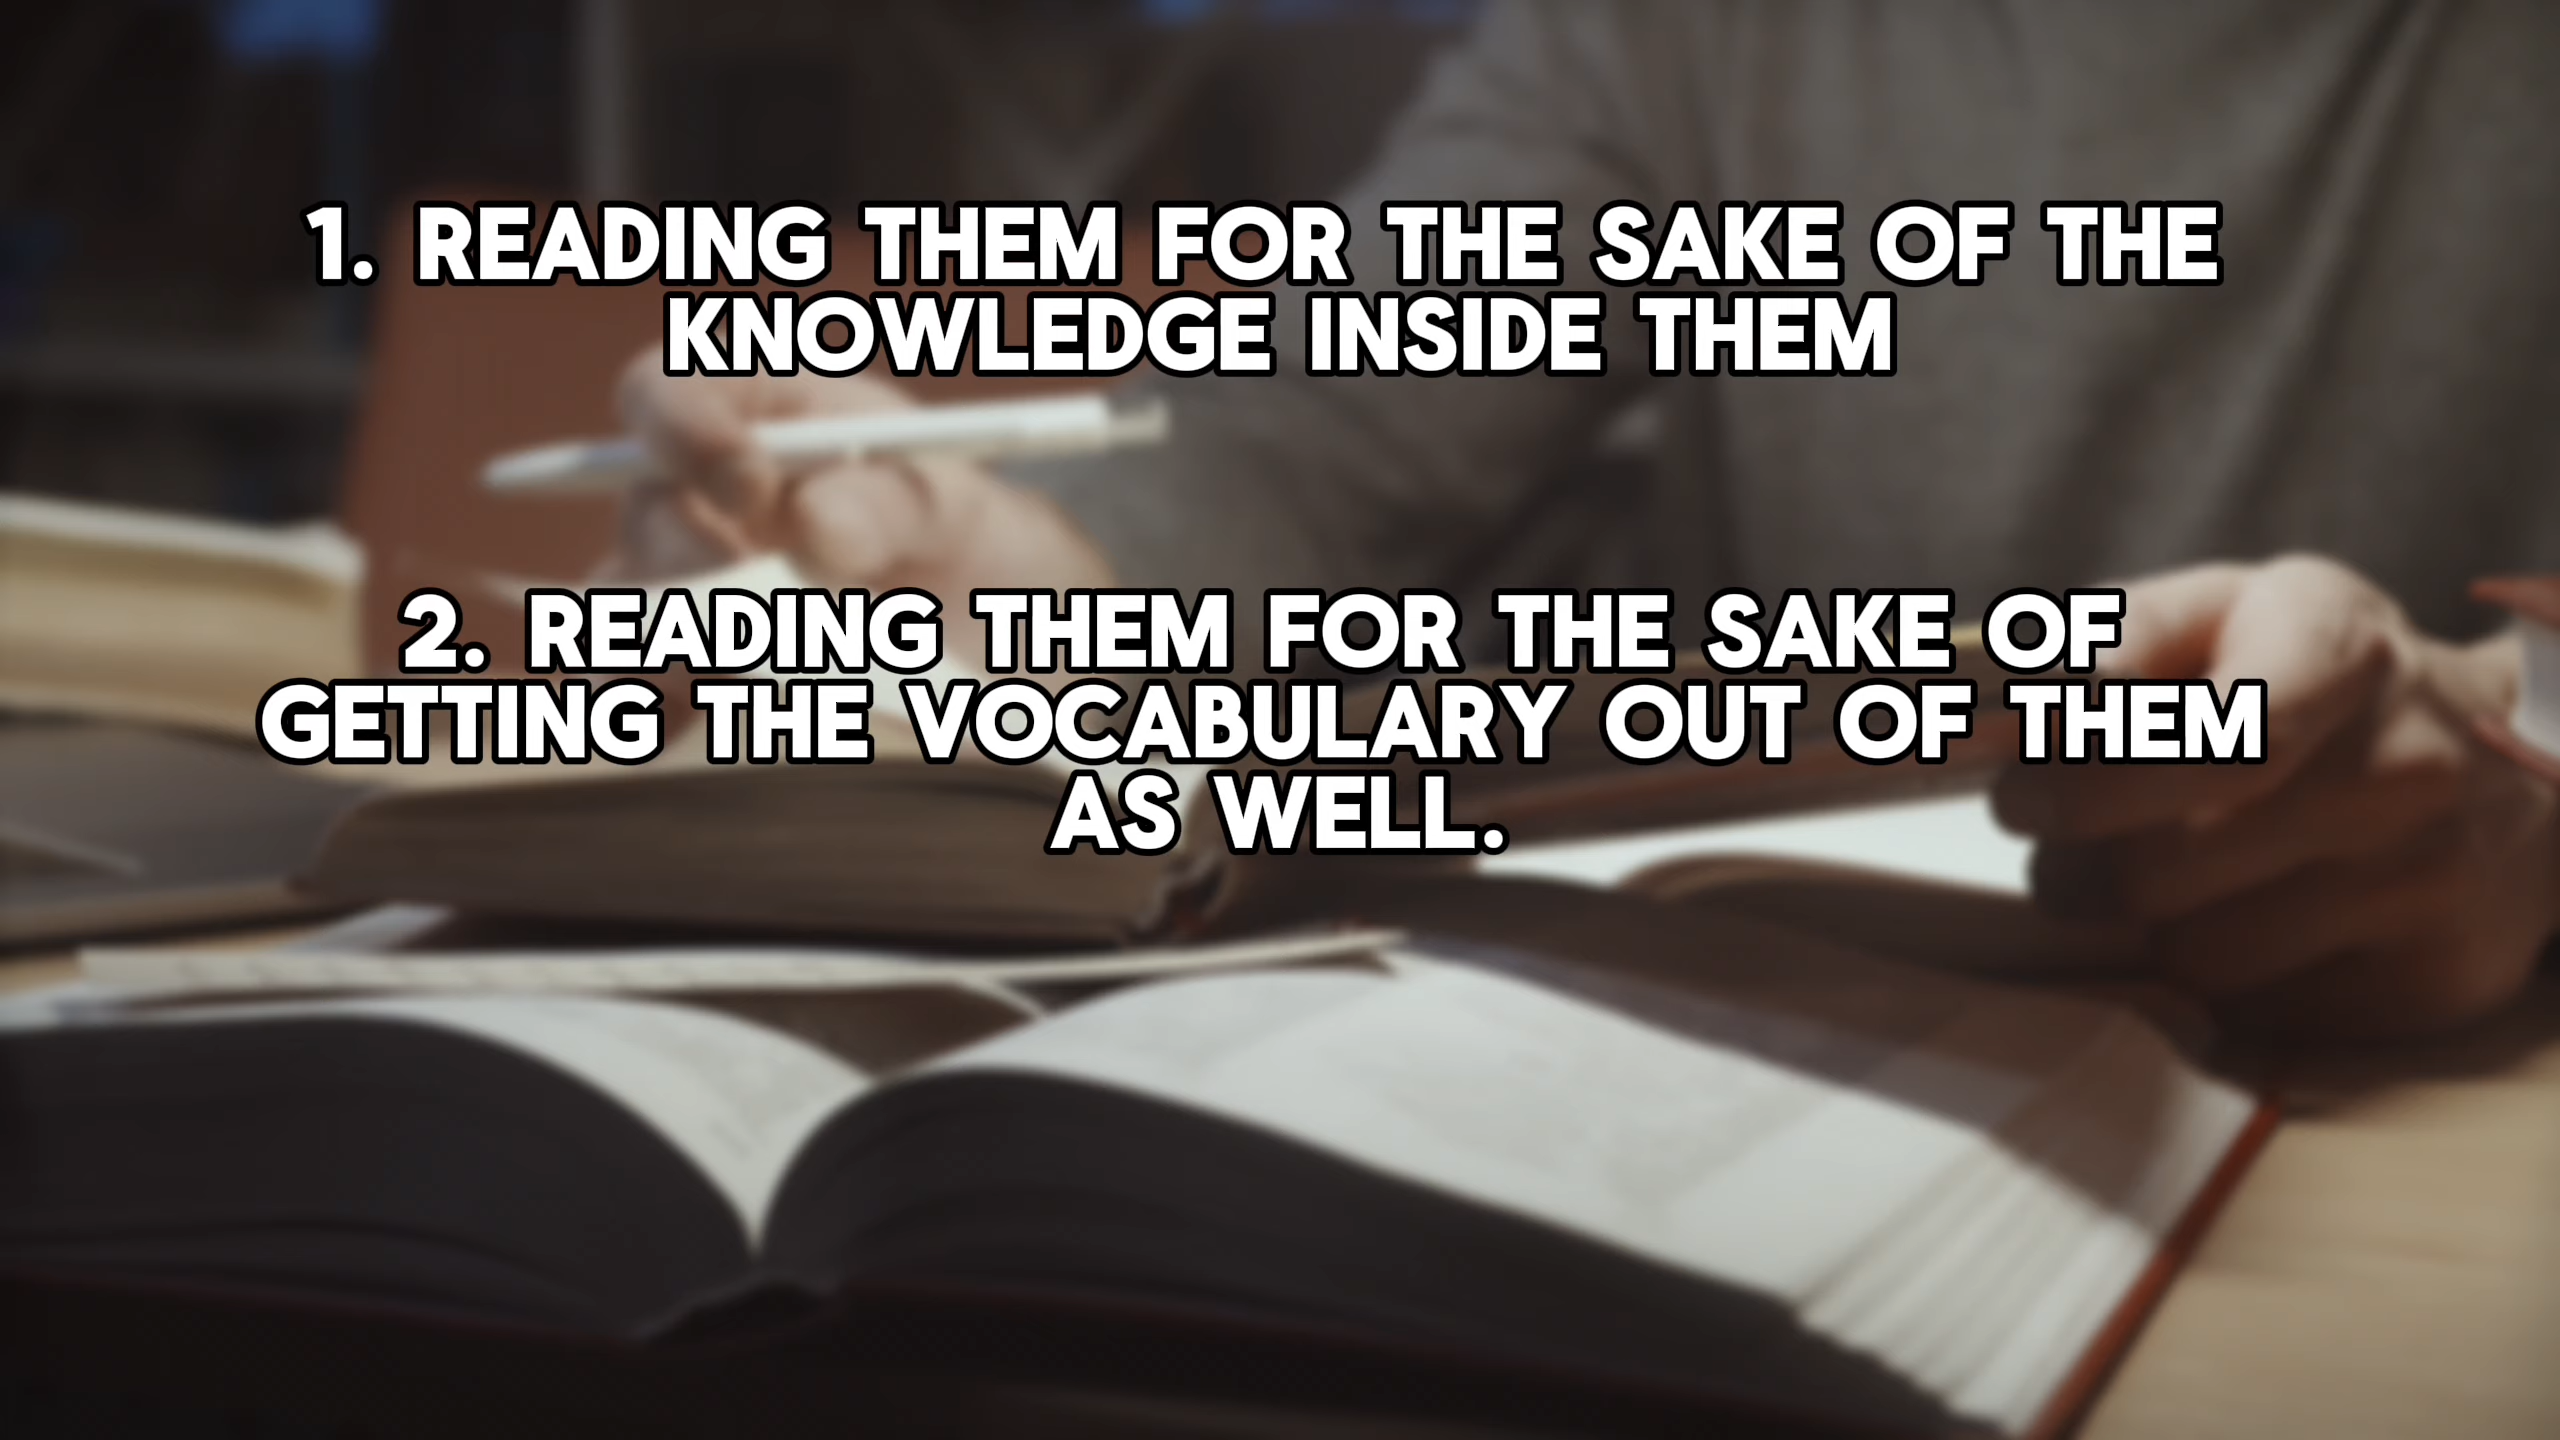 1. READING THEM FOR THE SAKE OF THE
KNOWLEDGE INSIDE THEM
2. READING THEM FOR THE SAKE OF
GETTING THE VOCABULARY OUT OF THEM
AS WELL.